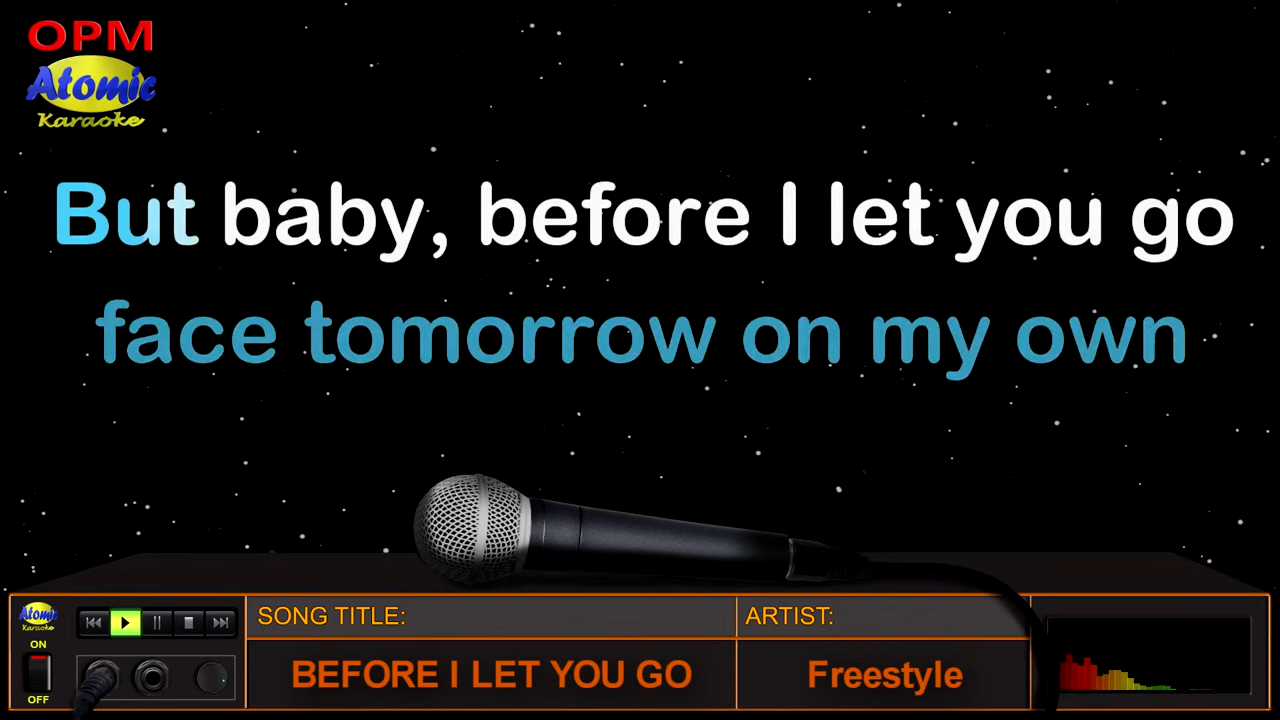 OPM
Atomic
Karaoke
But baby, before I let you go
face tomorrow on my own
Atomic
Karaoke
ON
OFF
SONG TITLE:
BEFORE I LET YOU GO
ARTIST:
Freestyle